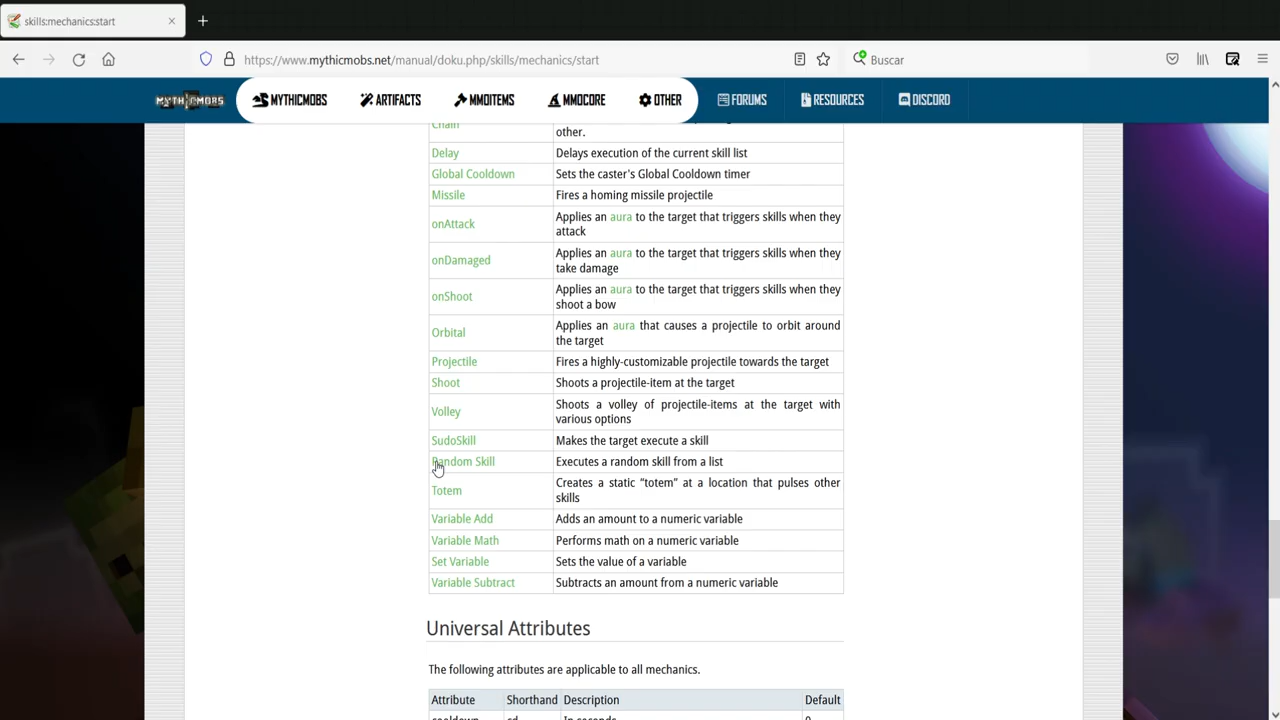 skills:mechanics:start
https://www.mythicmobs.net/manual/doku.php/skills/mechanics/start
Buscar
MYTHICMOBS
MYTHICMOBS
ARTIFACTS
MMOITEMS
MMOCORE
OTHER
FORUMS
RESOURCES
DISCORD
Chain
other.
Delay Delays execution of the current skill list
Global Cooldown Sets the caster's Global Cooldown timer
Missile Fires a homing missile projectile
onAttack Applies an aura to the target that triggers skills when they
attack
onDamaged Applies an aura to the target that triggers skills when they
take damage
onShoot Applies an aura to the target that triggers skills when they
shoot a bow
Orbital Applies an aura that causes a projectile to orbit around
the target
Projectile Fires a highly-customizable projectile towards the target
Shoot Shoots a projectile-item at the target
Volley Shoots a volley of projectile-items at the target with
various options
SudoSkill Makes the target execute a skill
Random Skill Executes a random skill from a list
Totem Creates a static “totem” at a location that pulses other
skills
Variable Add Adds an amount to a numeric variable
Variable Math Performs math on a numeric variable
Set Variable Sets the value of a variable
Variable Subtract Subtracts an amount from a numeric variable
Universal Attributes
The following attributes are applicable to all mechanics.
Attribute Shorthand Description Default
cooldown cd In seconds 0